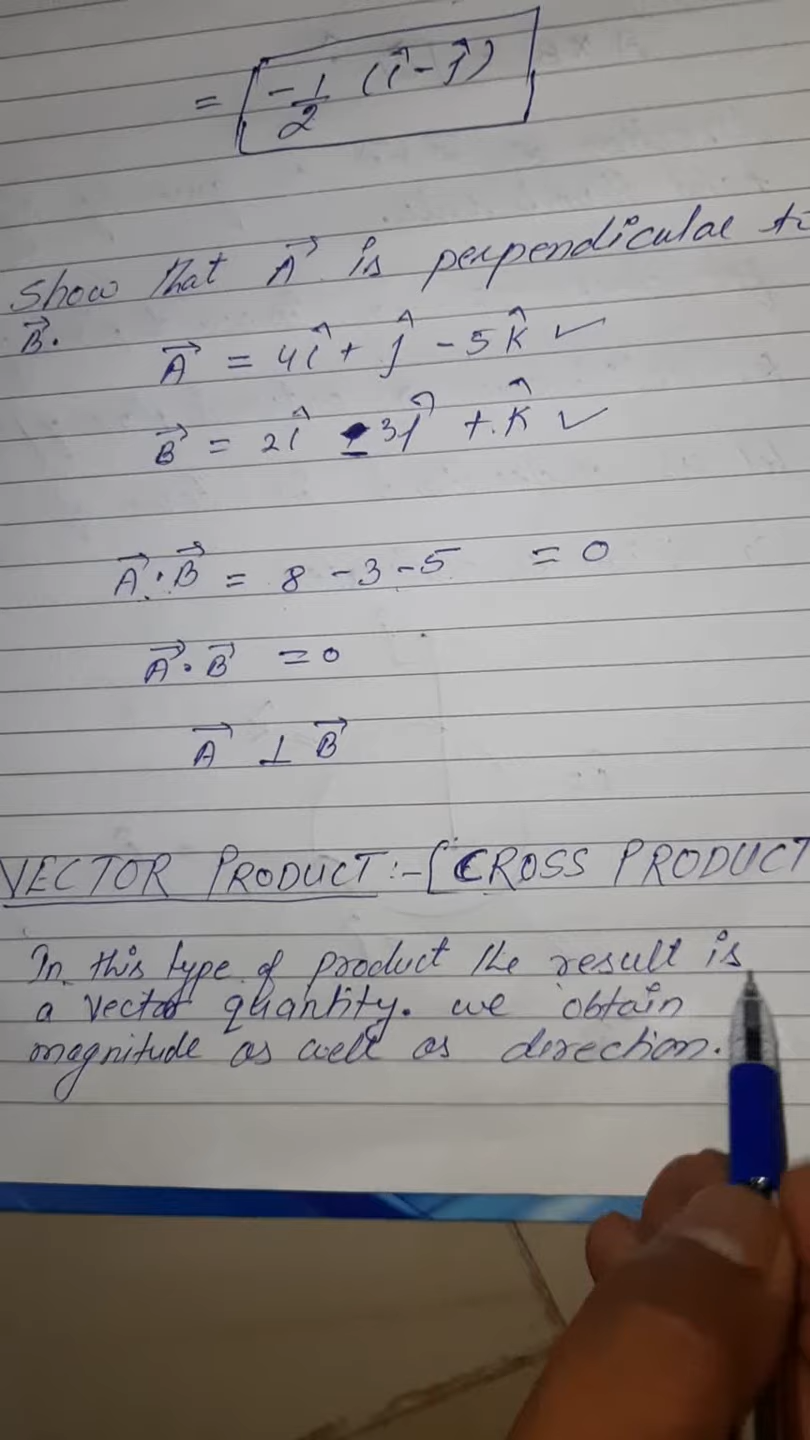 = -1/2 (î - ĵ)
Show that A⃗ is perpendicular to
B⃗.
A⃗ = 4î + ĵ - 5k̂ ✓
B⃗ = 2î - 3ĵ + k̂ ✓
A⃗ · B⃗ = 8 - 3 - 5 = 0
A⃗ · B⃗ = 0
A⃗ ⊥ B⃗
VECTOR PRODUCT:-[CROSS PRODUCT
In this type of product the result is
a vector quantity. we obtain
magnitude as well as direction.